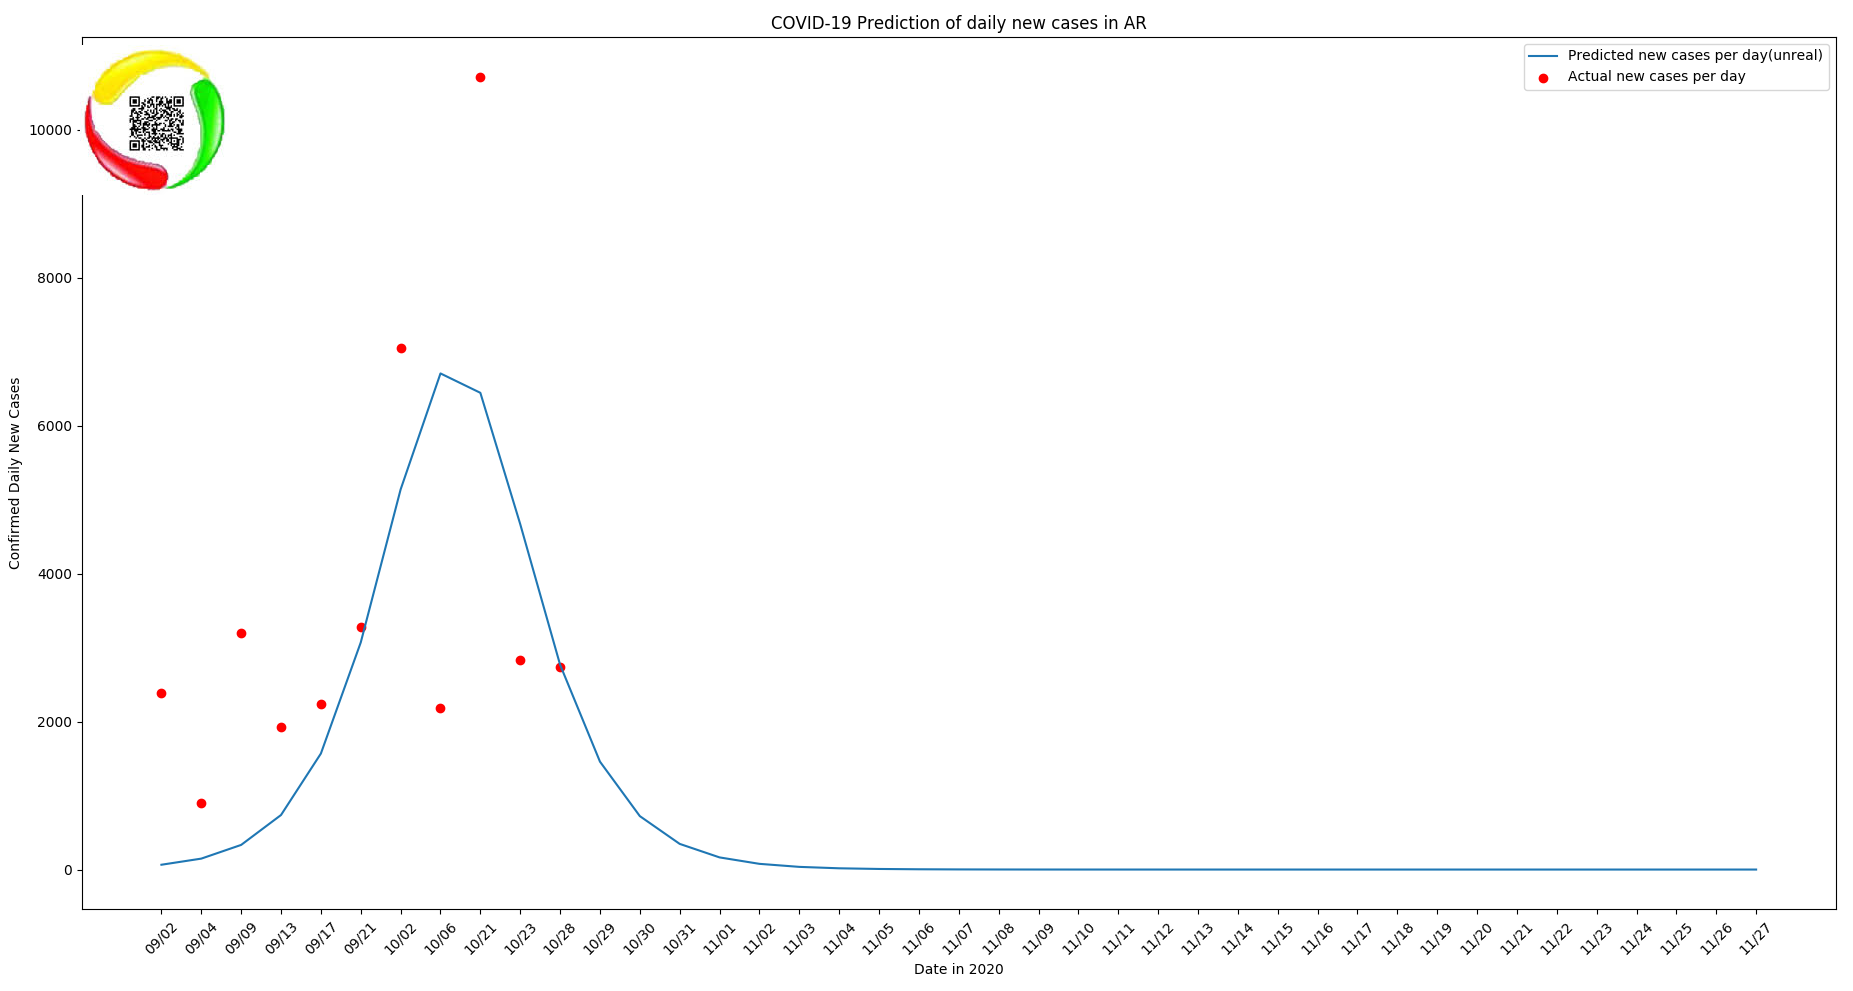 COVID-19 Prediction of daily new cases in AR
Predicted new cases per day(unreal)
Actual new cases per day
10000
8000
6000
4000
2000
0
Confirmed Daily New Cases
09/02 09/04 09/09 09/13 09/17 09/21 10/02 10/06 10/21 10/23 10/28 10/29 10/30 10/31 11/01 11/02 11/03 11/04 11/05 11/06 11/07 11/08 11/09 11/10 11/11 11/12 11/13 11/14 11/15 11/16 11/17 11/18 11/19 11/20 11/21 11/22 11/23 11/24 11/25 11/26 11/27
Date in 2020